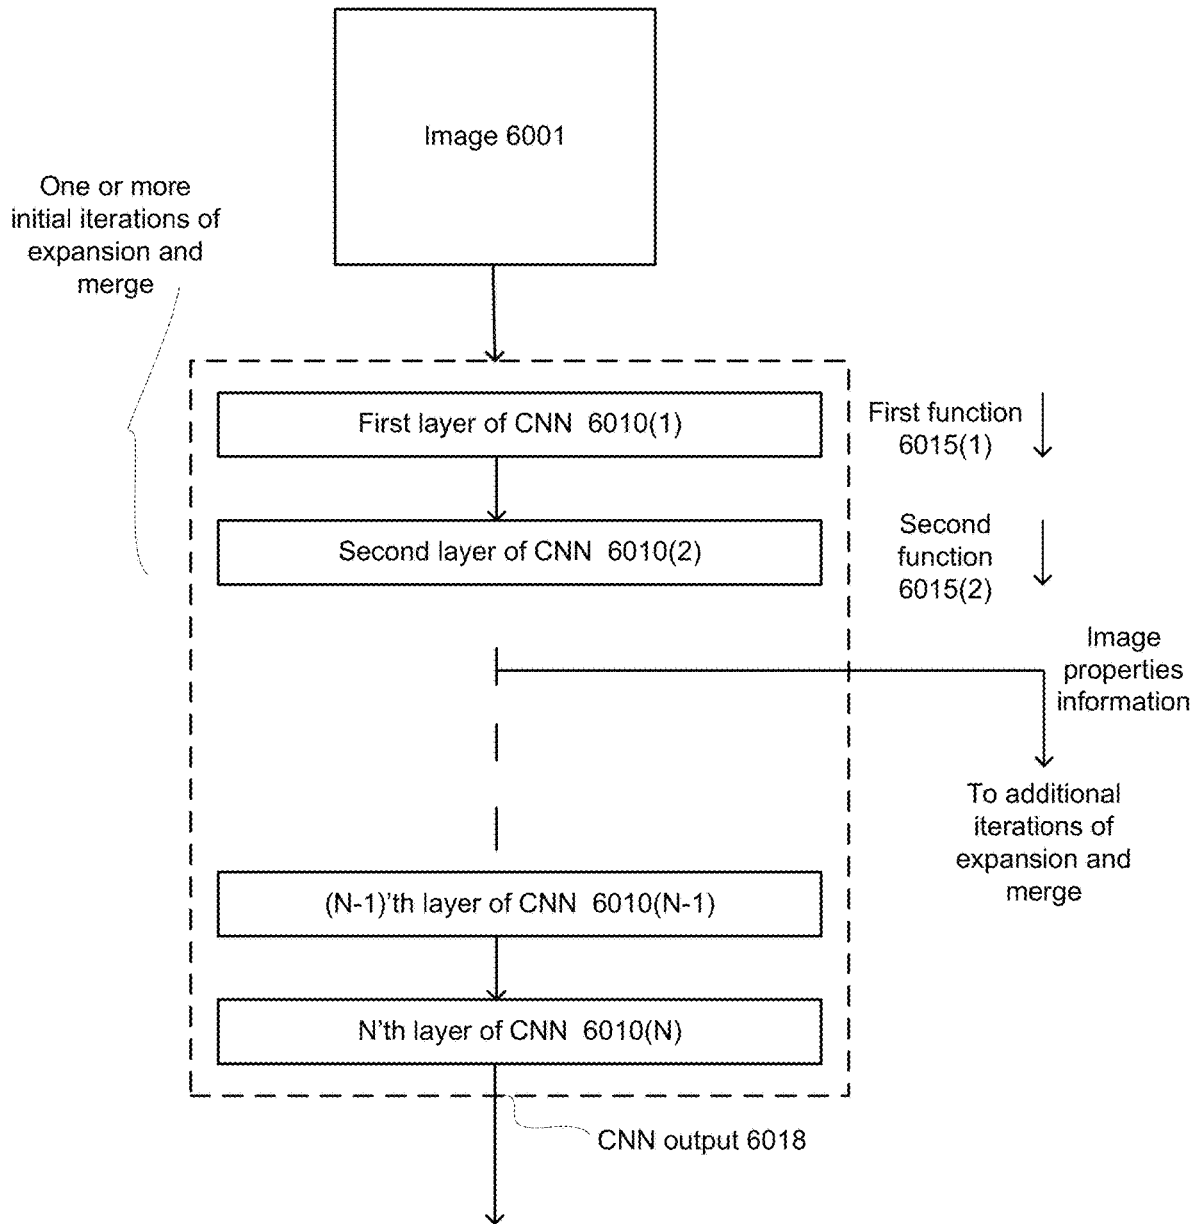 Image 6001
One or more
initial iterations of
expansion and
merge
First layer of CNN 6010(1)
First function
6015(1)
Second layer of CNN 6010(2)
Second
function
6015(2)
Image
properties
information
To additional
iterations of
expansion and
merge
(N-1)'th layer of CNN 6010(N-1)
N'th layer of CNN 6010(N)
CNN output 6018